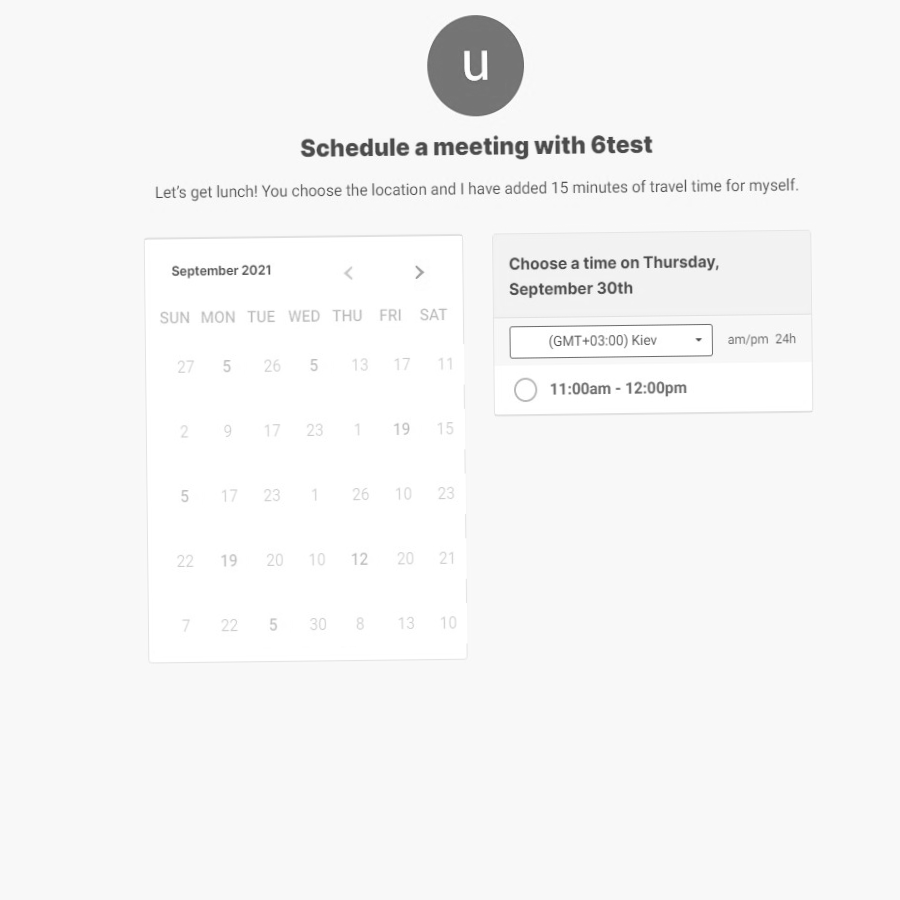 u
Schedule a meeting with 6test
Let's get lunch! You choose the location and I have added 15 minutes of travel time for myself.
September 2021
SUN MON TUE WED THU FRI SAT
27 5 26 5 13 17 11
2 9 17 23 1 19 15
5 17 23 1 26 10 23
22 19 20 10 12 20 21
7 22 5 30 8 13 10
Choose a time on Thursday,
September 30th
(GMT+03:00) Kiev am/pm 24h
11:00am - 12:00pm